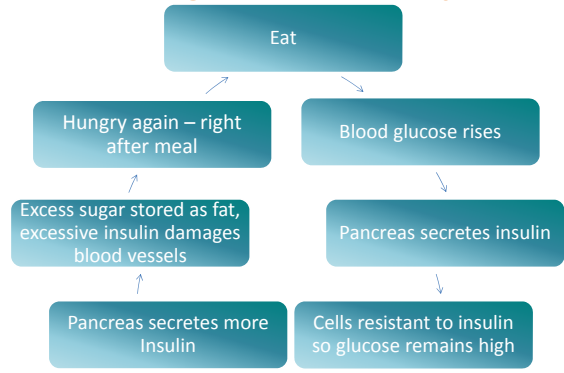 Eat
Blood glucose rises
Pancreas secretes insulin
Cells resistant to insulin
so glucose remains high
Pancreas secretes more
Insulin
Excess sugar stored as fat,
excessive insulin damages
blood vessels
Hungry again – right
after meal